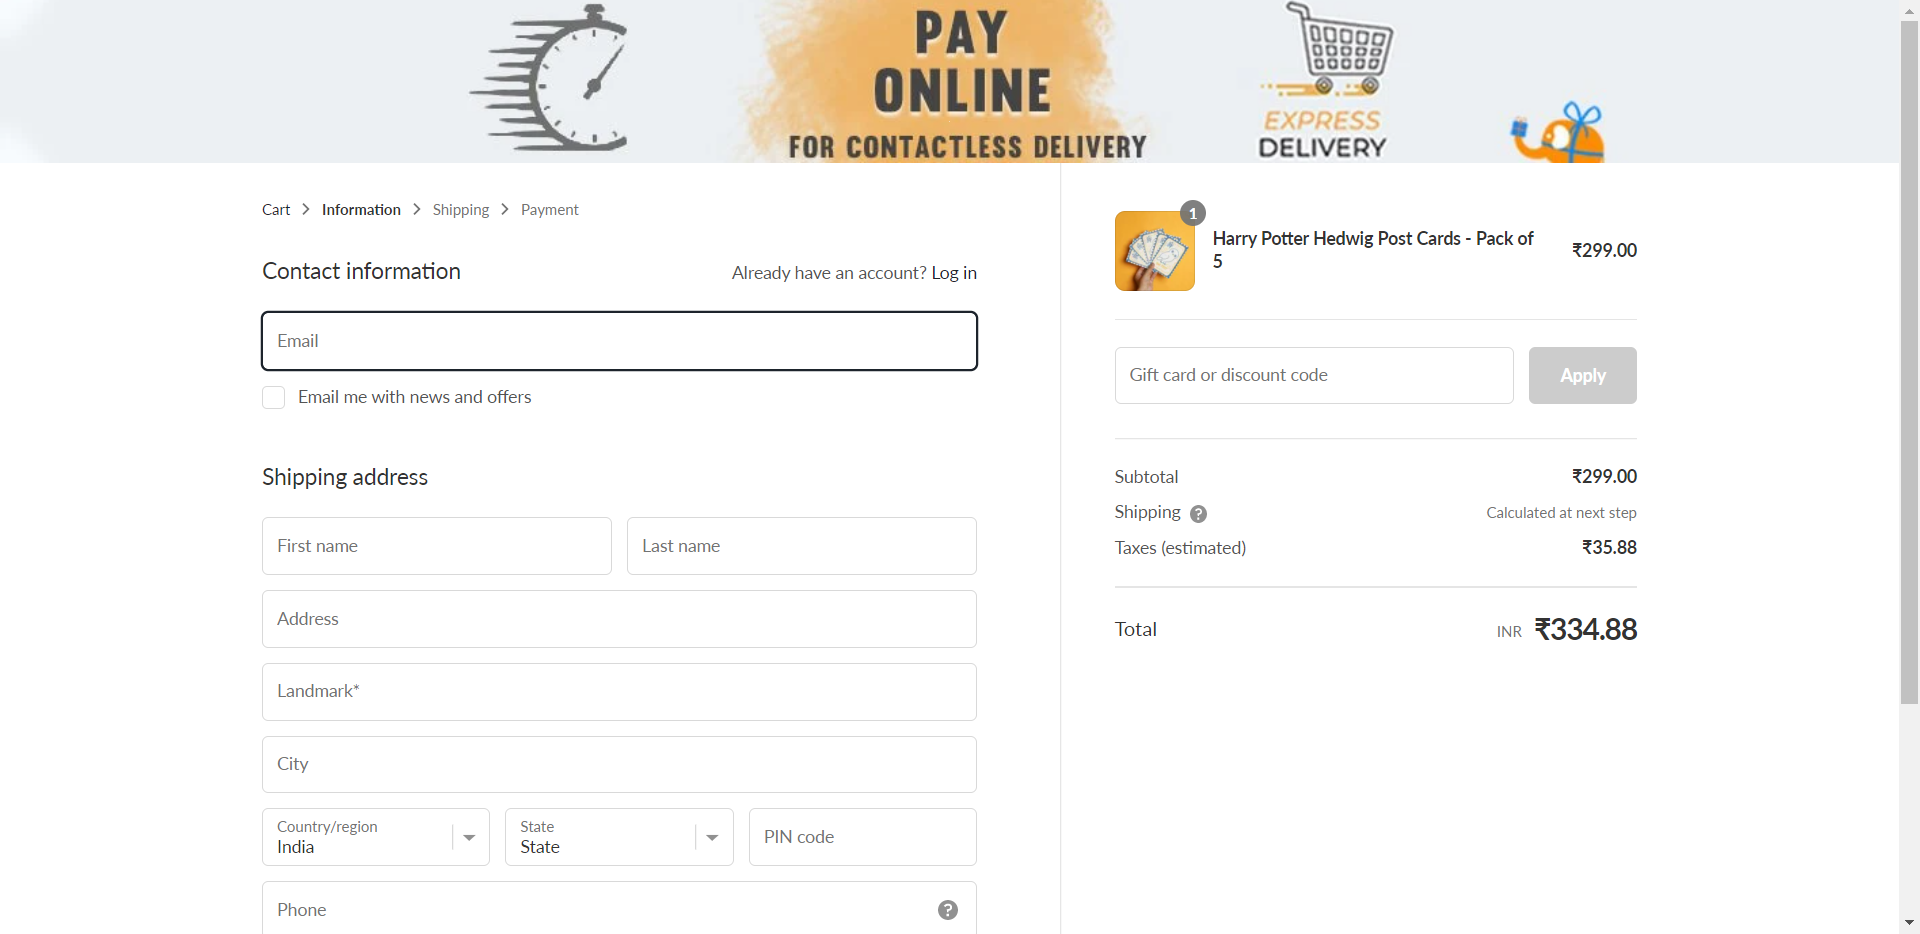 PAY
ONLINE
FOR CONTACTLESS DELIVERY
EXPRESS
DELIVERY
Cart > Information > Shipping > Payment
Contact information
Already have an account? Log in
Email
Email me with news and offers
Shipping address
First name
Last name
Address
Landmark*
City
Country/region
India
State
State
PIN code
Phone
?
1
Harry Potter Hedwig Post Cards - Pack of
5
₹299.00
Gift card or discount code
Apply
Subtotal
₹299.00
Shipping ?
Calculated at next step
Taxes (estimated)
₹35.88
Total
INR ₹334.88